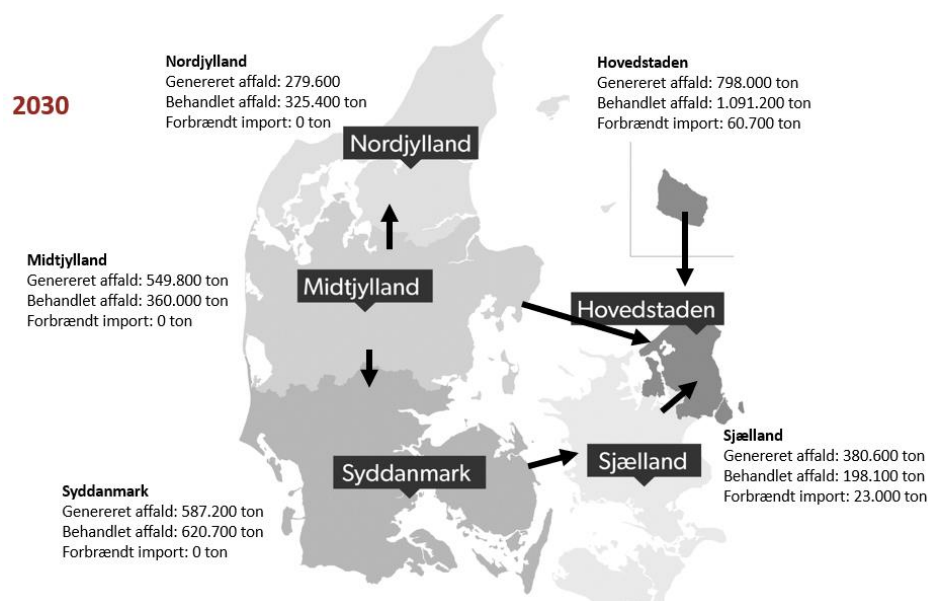 2030
Nordjylland
Genereret affald: 279.600
Behandlet affald: 325.400 ton
Forbrændt import: 0 ton
Hovedstaden
Genereret affald: 798.000 ton
Behandlet affald: 1.091.200 ton
Forbrændt import: 60.700 ton
Nordjylland
Midtjylland
Genereret affald: 549.800 ton
Behandlet affald: 360.000 ton
Forbrændt import: 0 ton
Midtjylland
Hovedstaden
Sjælland
Genereret affald: 380.600 ton
Behandlet affald: 198.100 ton
Forbrændt import: 23.000 ton
Syddanmark
Sjælland
Syddanmark
Genereret affald: 587.200 ton
Behandlet affald: 620.700 ton
Forbrændt import: 0 ton